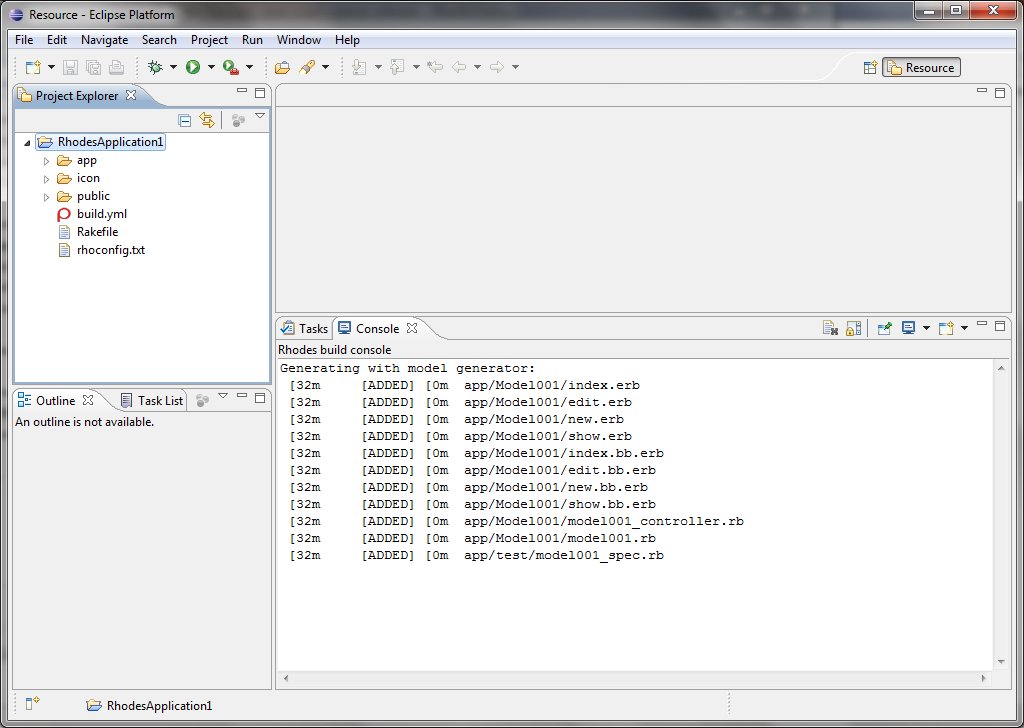 Resource - Eclipse Platform
File Edit Navigate Search Project Run Window Help
Resource
Project Explorer
RhodesApplication1
app
icon
public
build.yml
Rakefile
rhoconfig.txt
Outline Task List
An outline is not available.
Tasks Console
Rhodes build console
Generating with model generator:
[32m [ADDED] [0m app/Model001/index.erb
[32m [ADDED] [0m app/Model001/edit.erb
[32m [ADDED] [0m app/Model001/new.erb
[32m [ADDED] [0m app/Model001/show.erb
[32m [ADDED] [0m app/Model001/index.bb.erb
[32m [ADDED] [0m app/Model001/edit.bb.erb
[32m [ADDED] [0m app/Model001/new.bb.erb
[32m [ADDED] [0m app/Model001/show.bb.erb
[32m [ADDED] [0m app/Model001/model001_controller.rb
[32m [ADDED] [0m app/Model001/model001.rb
[32m [ADDED] [0m app/test/model001_spec.rb
RhodesApplication1